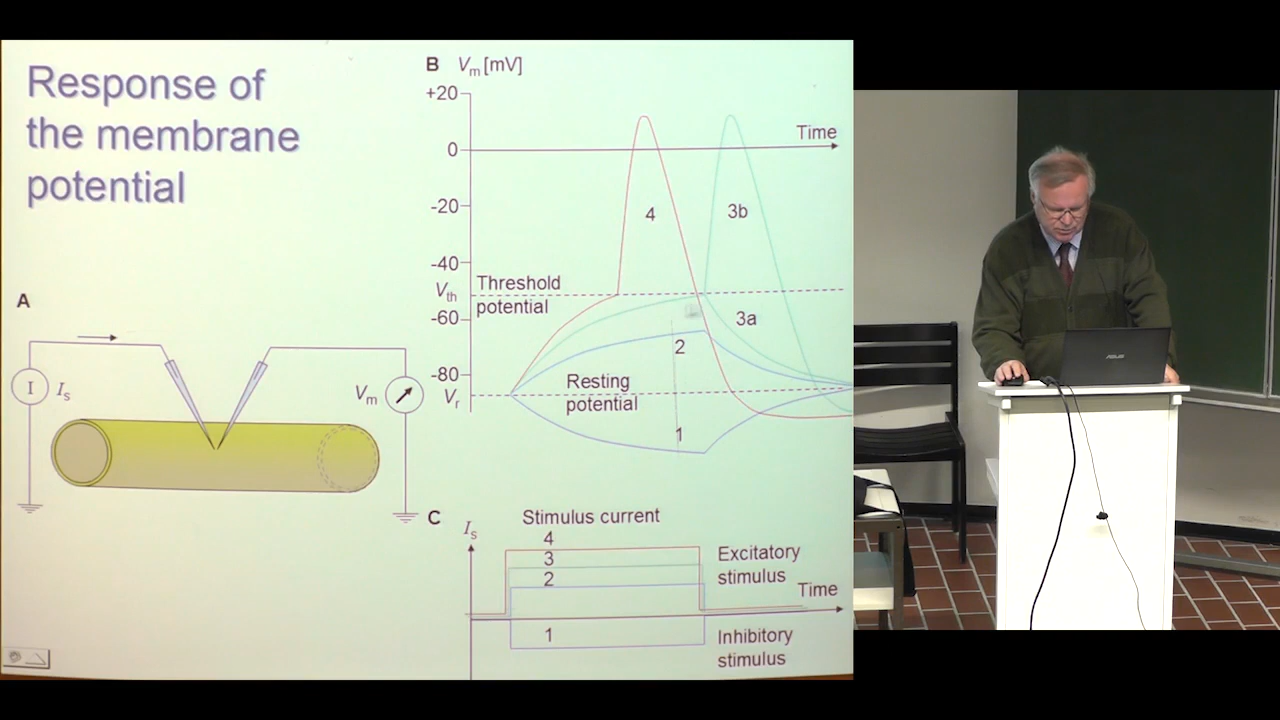 Response of
the membrane
potential
A
I
Is
Vm
B Vm [mV]
+20
0
-20
-40
Vth
-60
-80
Vr
Time
4
3b
Threshold
potential
3a
2
Resting
potential
1
C
Is
Stimulus current
4
3
2
1
Excitatory
stimulus
Time
Inhibitory
stimulus
ASUS